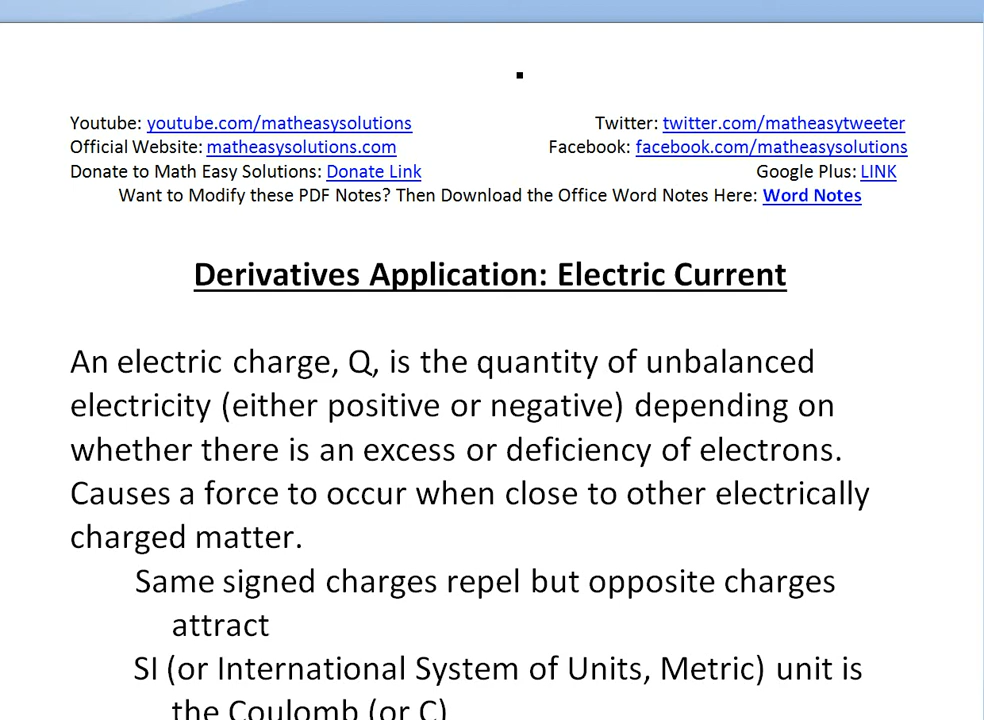 Youtube: youtube.com/matheasysolutions Twitter: twitter.com/matheasytweeter
Official Website: matheasysolutions.com Facebook: facebook.com/matheasysolutions
Donate to Math Easy Solutions: Donate Link Google Plus: LINK
Want to Modify these PDF Notes? Then Download the Office Word Notes Here: Word Notes
Derivatives Application: Electric Current
An electric charge, Q, is the quantity of unbalanced
electricity (either positive or negative) depending on
whether there is an excess or deficiency of electrons.
Causes a force to occur when close to other electrically
charged matter.
Same signed charges repel but opposite charges
attract
SI (or International System of Units, Metric) unit is
the Coulomb (or C)